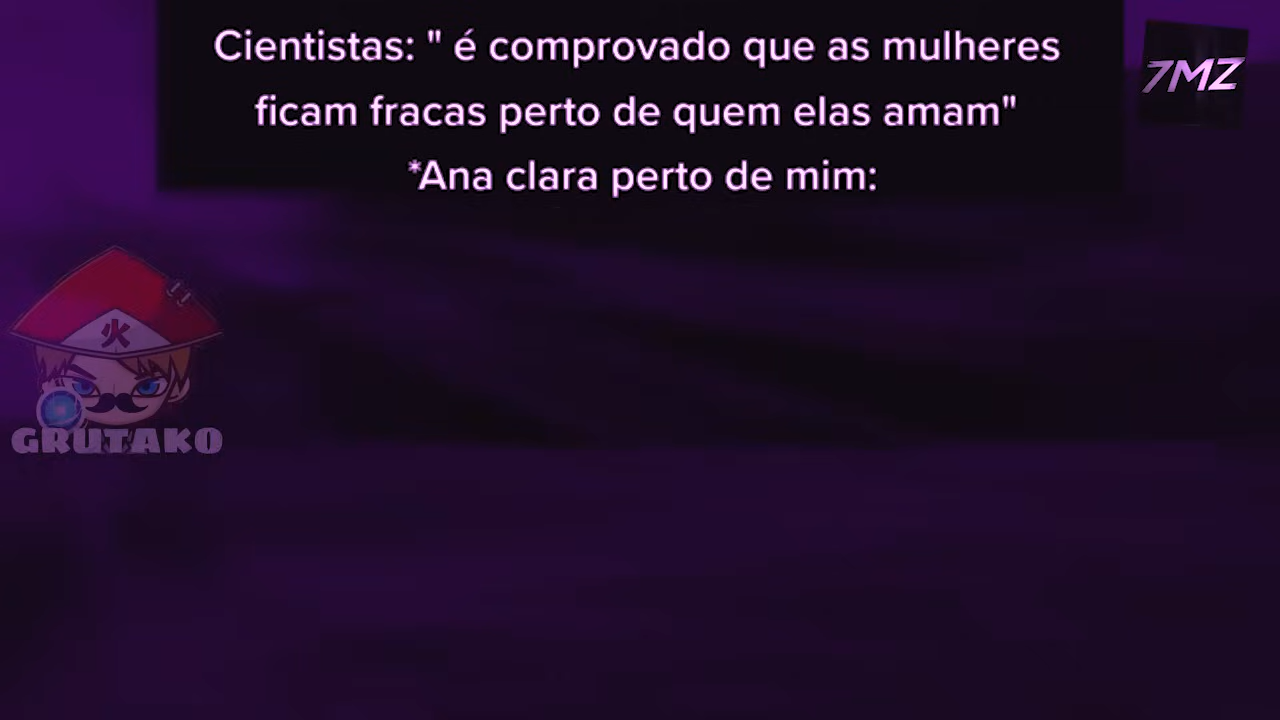 Cientistas: " é comprovado que as mulheres
ficam fracas perto de quem elas amam"
*Ana clara perto de mim:
7MZ
火
GRUTAKO